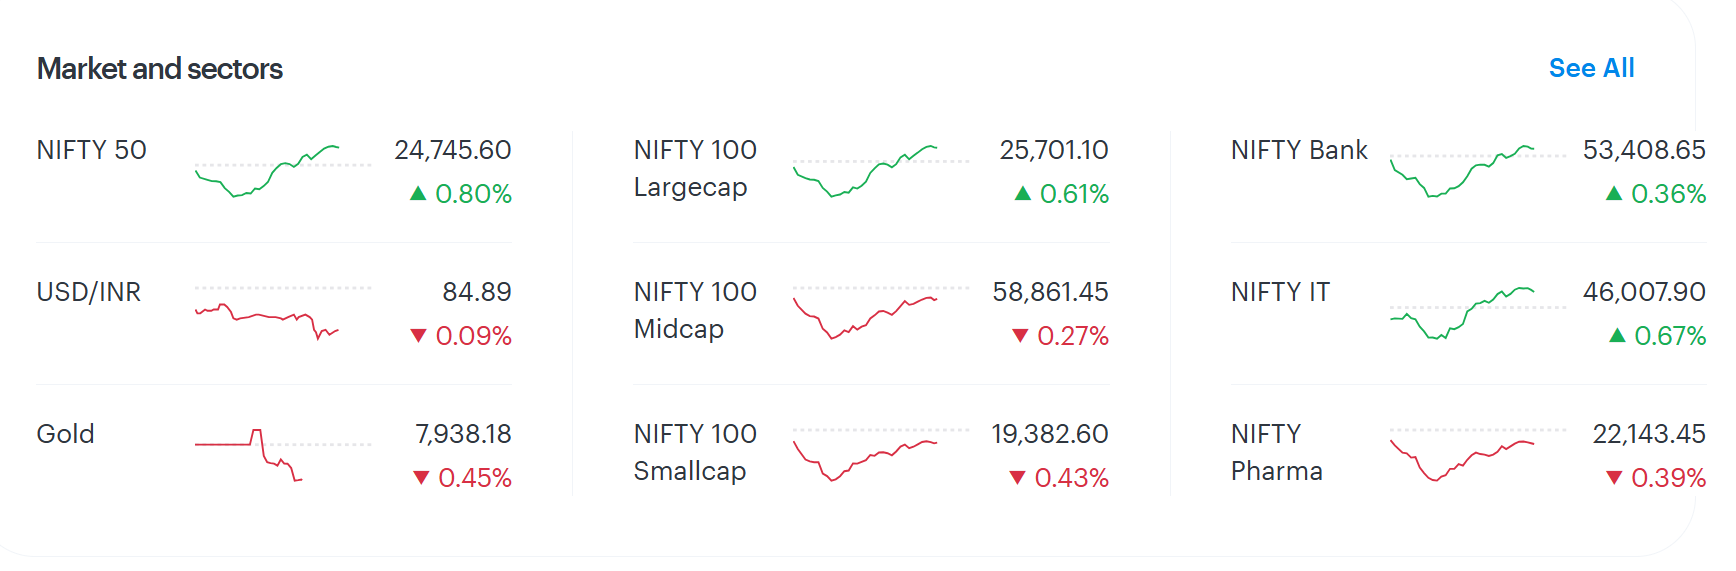 Market and sectors
See All
NIFTY 50
24,745.60
▲ 0.80%
NIFTY 100
Largecap
25,701.10
▲ 0.61%
NIFTY Bank
53,408.65
▲ 0.36%
USD/INR
84.89
▼ 0.09%
NIFTY 100
Midcap
58,861.45
▼ 0.27%
NIFTY IT
46,007.90
▲ 0.67%
Gold
7,938.18
▼ 0.45%
NIFTY 100
Smallcap
19,382.60
▼ 0.43%
NIFTY
Pharma
22,143.45
▼ 0.39%